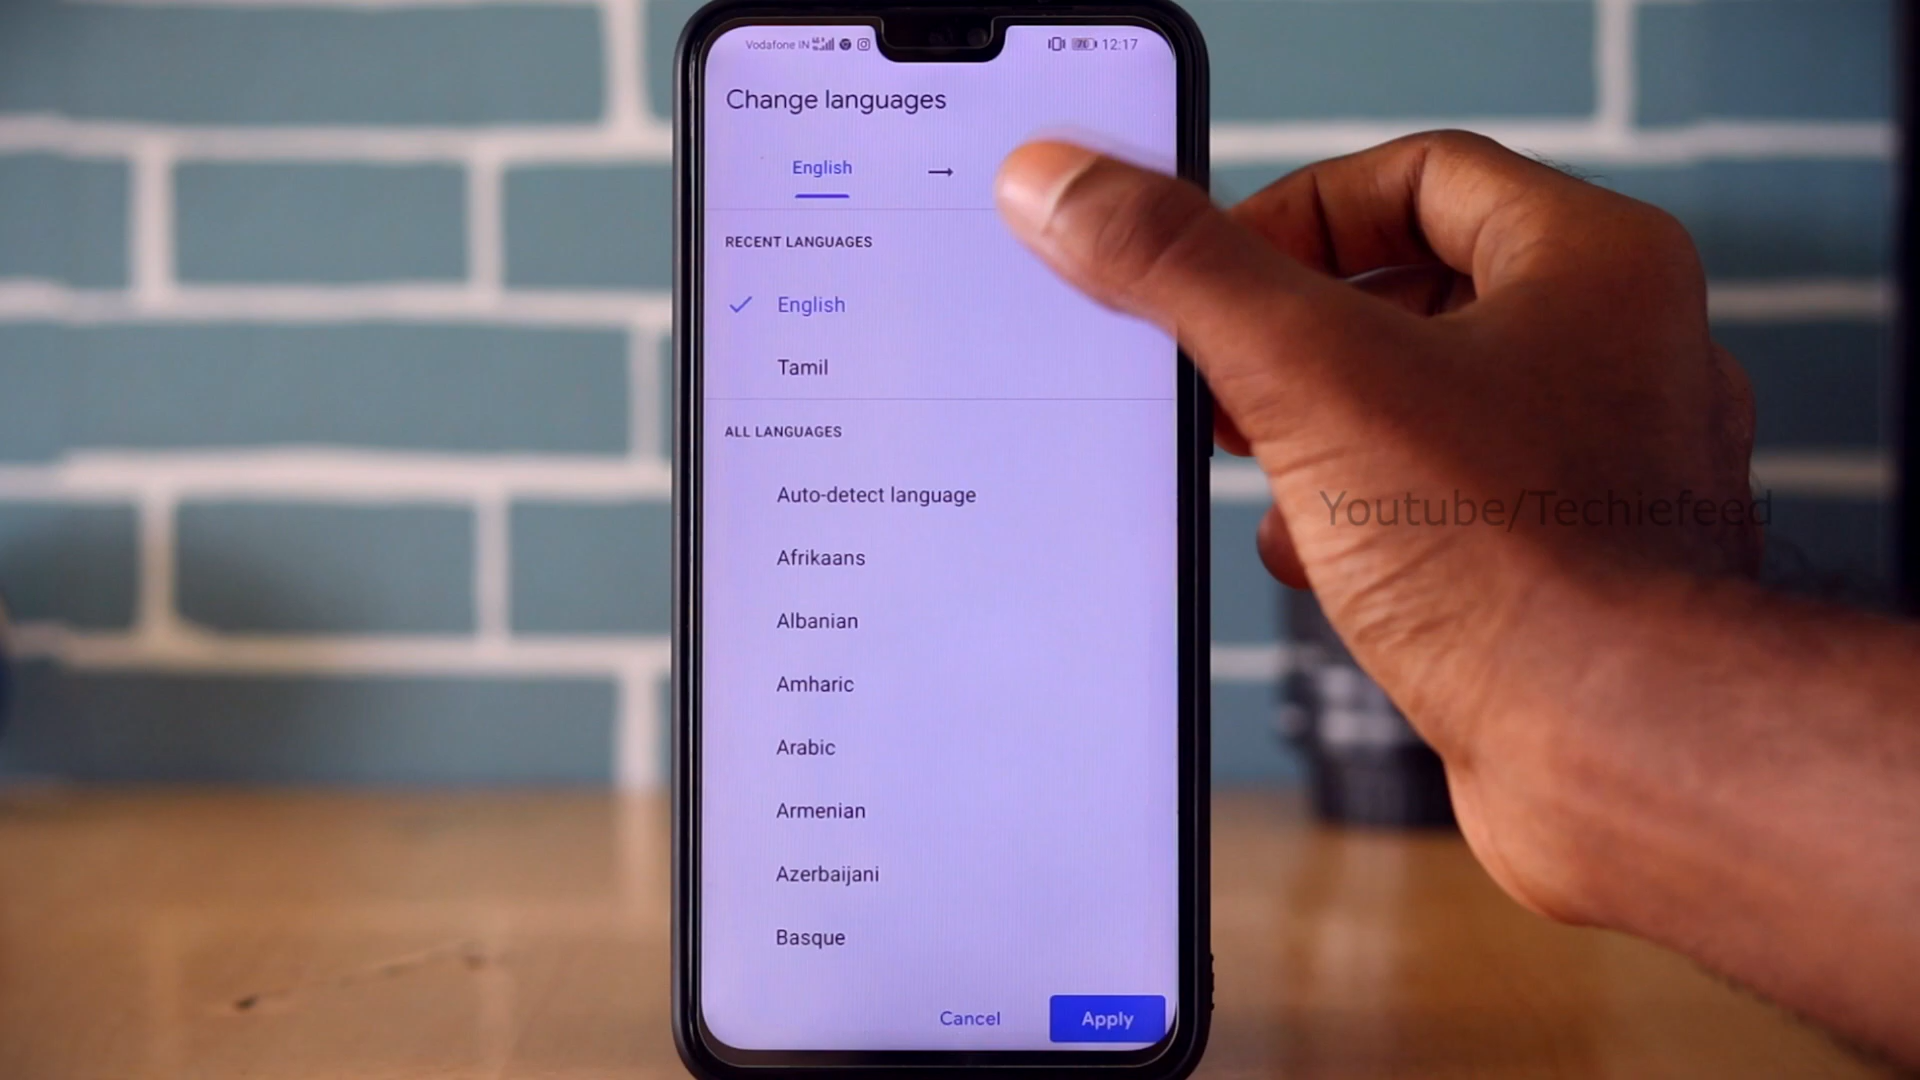 Vodafone IN
12:17
Change languages
English →
RECENT LANGUAGES
English
Tamil
ALL LANGUAGES
Auto-detect language
Afrikaans
Albanian
Amharic
Arabic
Armenian
Azerbaijani
Basque
Cancel
Apply
Youtube/Techiefeed